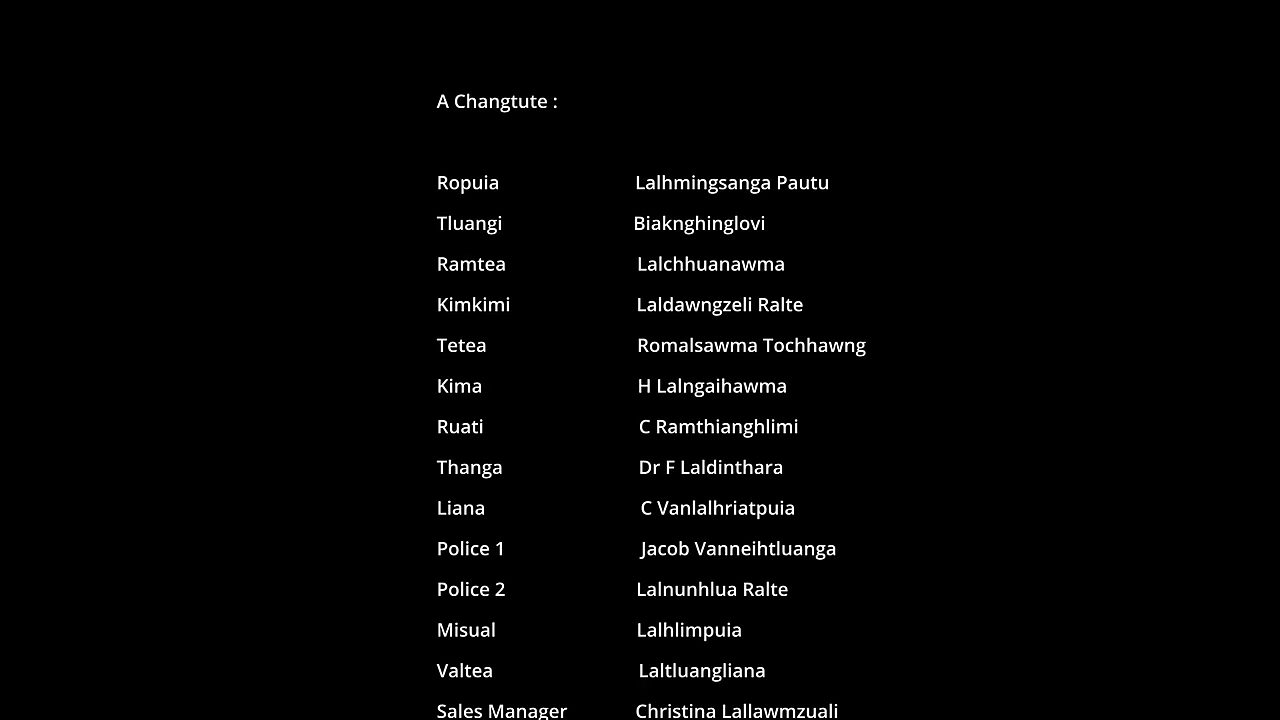 A Changtute :
Ropuia Lalhmingsanga Pautu
Tluangi Biaknghinglovi
Ramtea Lalchhuanawma
Kimkimi Laldawngzeli Ralte
Tetea Romalsawma Tochhawng
Kima H Lalngaihawma
Ruati C Ramthianghlimi
Thanga Dr F Laldinthara
Liana C Vanlalhriatpuia
Police 1 Jacob Vanneihtluanga
Police 2 Lalnunhlua Ralte
Misual Lalhlimpuia
Valtea Laltluangliana
Sales Manager Christina Lallawmzuali